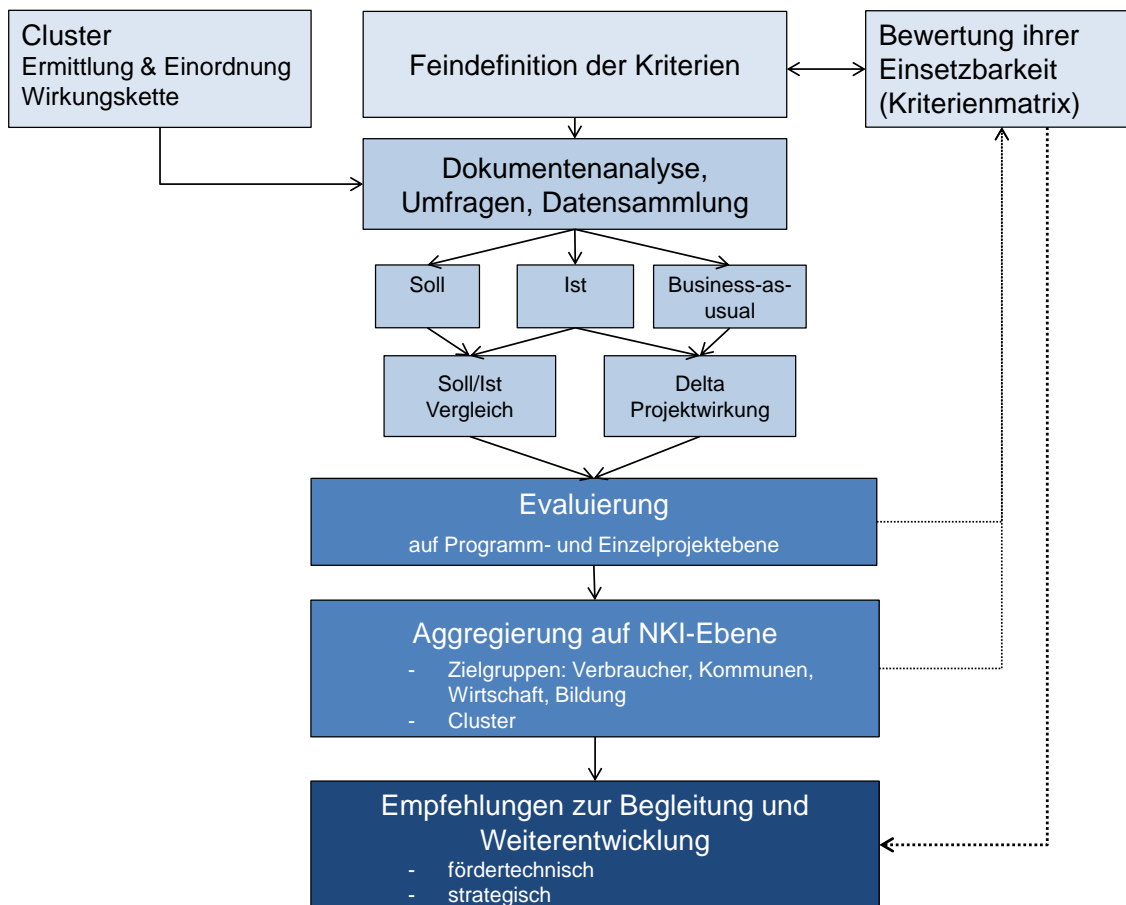 Cluster
Ermittlung & Einordnung
Wirkungskette
Feindefinition der Kriterien
Bewertung ihrer
Einsetzbarkeit
(Kriterienmatrix)
Dokumentenanalyse,
Umfragen, Datensammlung
Soll
Ist
Business-as-
usual
Soll/Ist
Vergleich
Delta
Projektwirkung
Evaluierung
auf Programm- und Einzelprojektebene
Aggregierung auf NKI-Ebene
- Zielgruppen: Verbraucher, Kommunen,
Wirtschaft, Bildung
- Cluster
Empfehlungen zur Begleitung und
Weiterentwicklung
- fördertechnisch
- strategisch